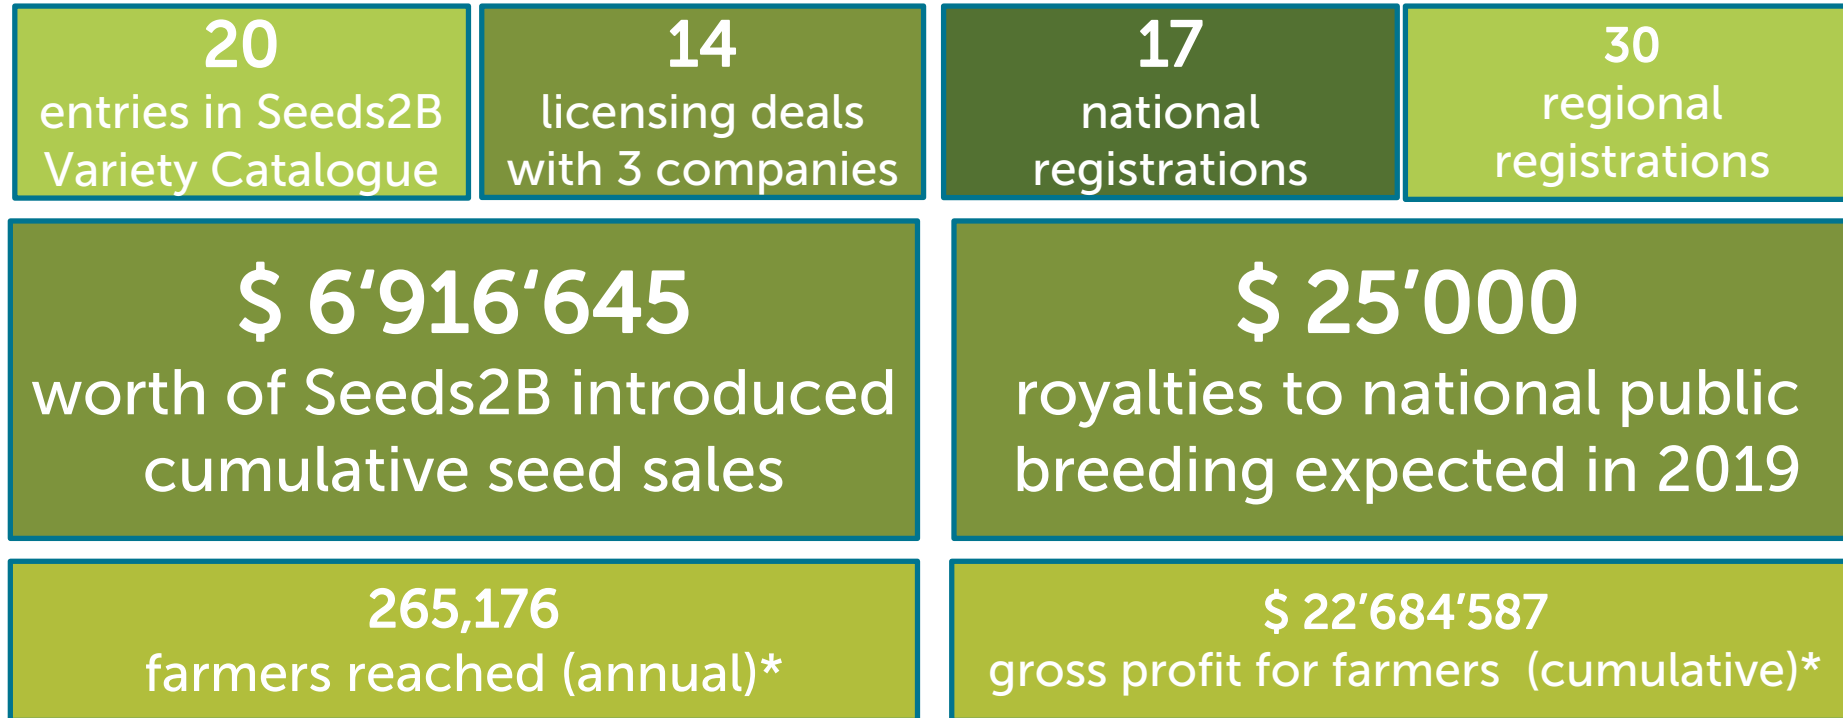 20
entries in Seeds2B
Variety Catalogue
14
licensing deals
with 3 companies
17
national
registrations
30
regional
registrations
$ 6‘916‘645
worth of Seeds2B introduced
cumulative seed sales
$ 25’000
royalties to national public
breeding expected in 2019
265,176
farmers reached (annual)*
$ 22’684’587
gross profit for farmers  (cumulative)*